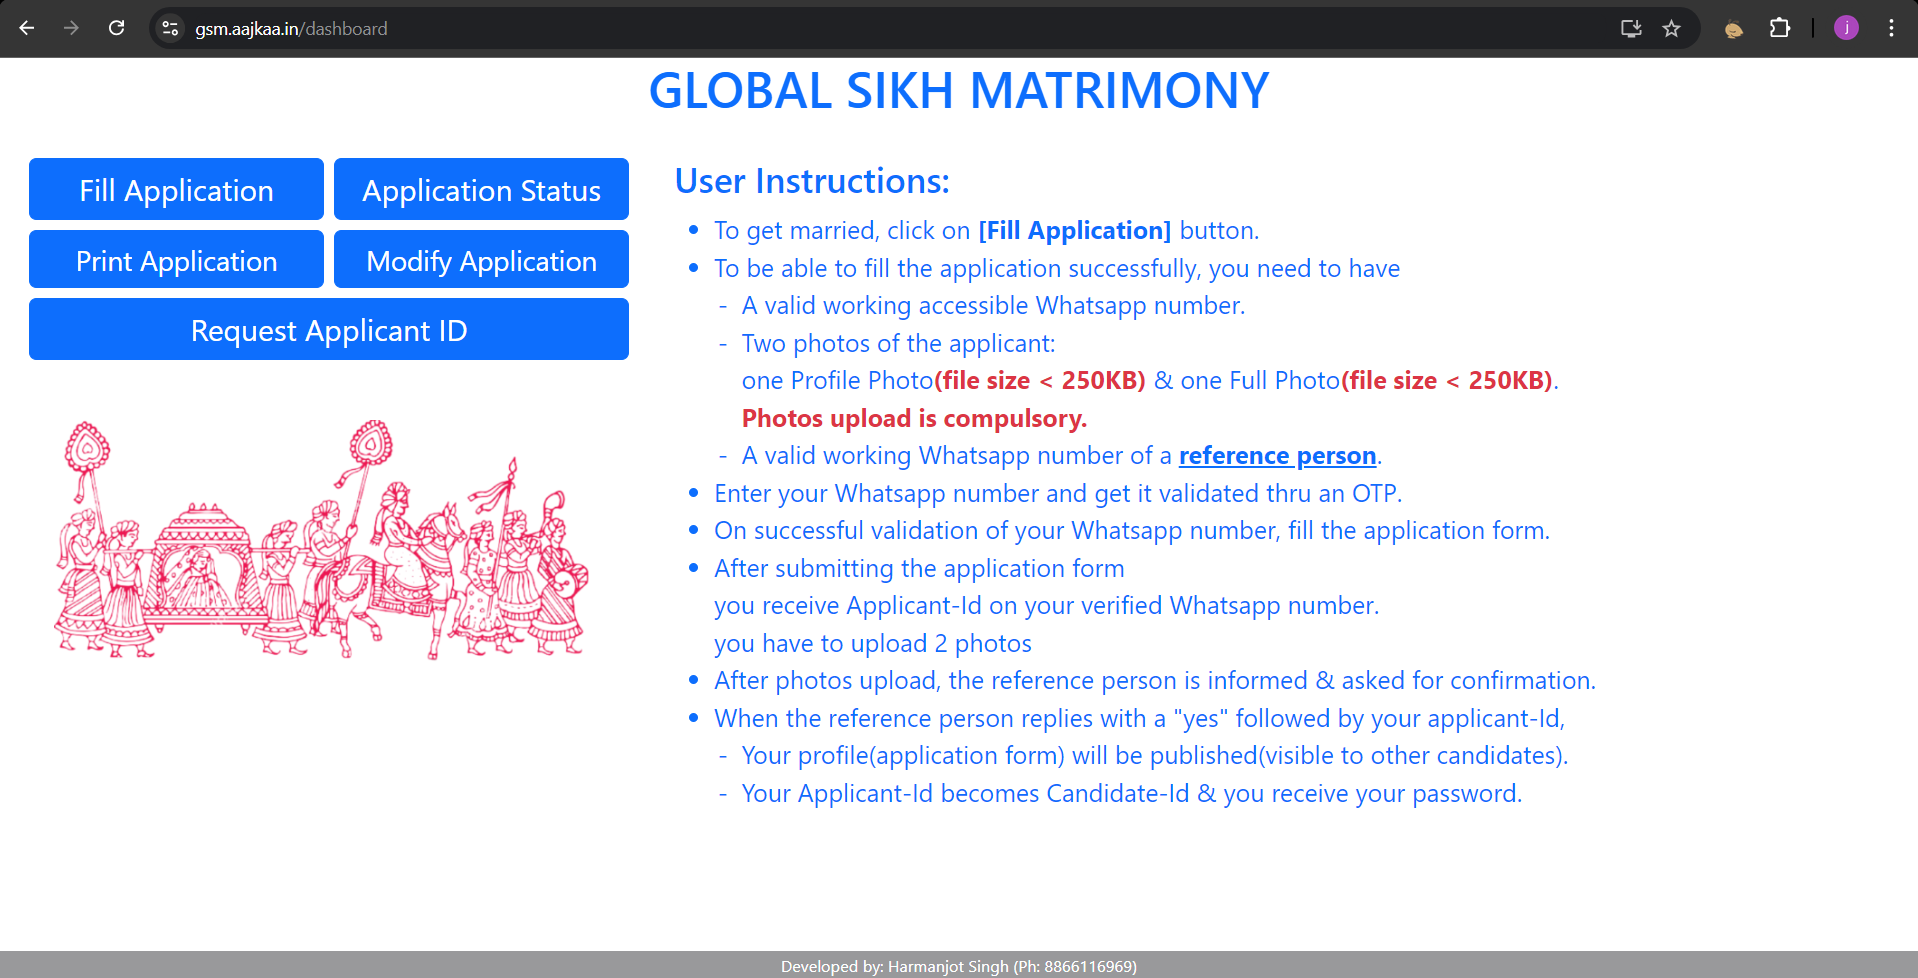 gsm.aajkaa.in/dashboard
j
GLOBAL SIKH MATRIMONY
Fill Application
Application Status
Print Application
Modify Application
Request Applicant ID
User Instructions:
• To get married, click on [Fill Application] button.
• To be able to fill the application successfully, you need to have
- A valid working accessible Whatsapp number.
- Two photos of the applicant:
one Profile Photo(file size < 250KB) & one Full Photo(file size < 250KB).
Photos upload is compulsory.
- A valid working Whatsapp number of a reference person.
• Enter your Whatsapp number and get it validated thru an OTP.
• On successful validation of your Whatsapp number, fill the application form.
• After submitting the application form
you receive Applicant-Id on your verified Whatsapp number.
you have to upload 2 photos
• After photos upload, the reference person is informed & asked for confirmation.
• When the reference person replies with a "yes" followed by your applicant-Id,
- Your profile(application form) will be published(visible to other candidates).
- Your Applicant-Id becomes Candidate-Id & you receive your password.
Developed by: Harmanjot Singh (Ph: 8866116969)